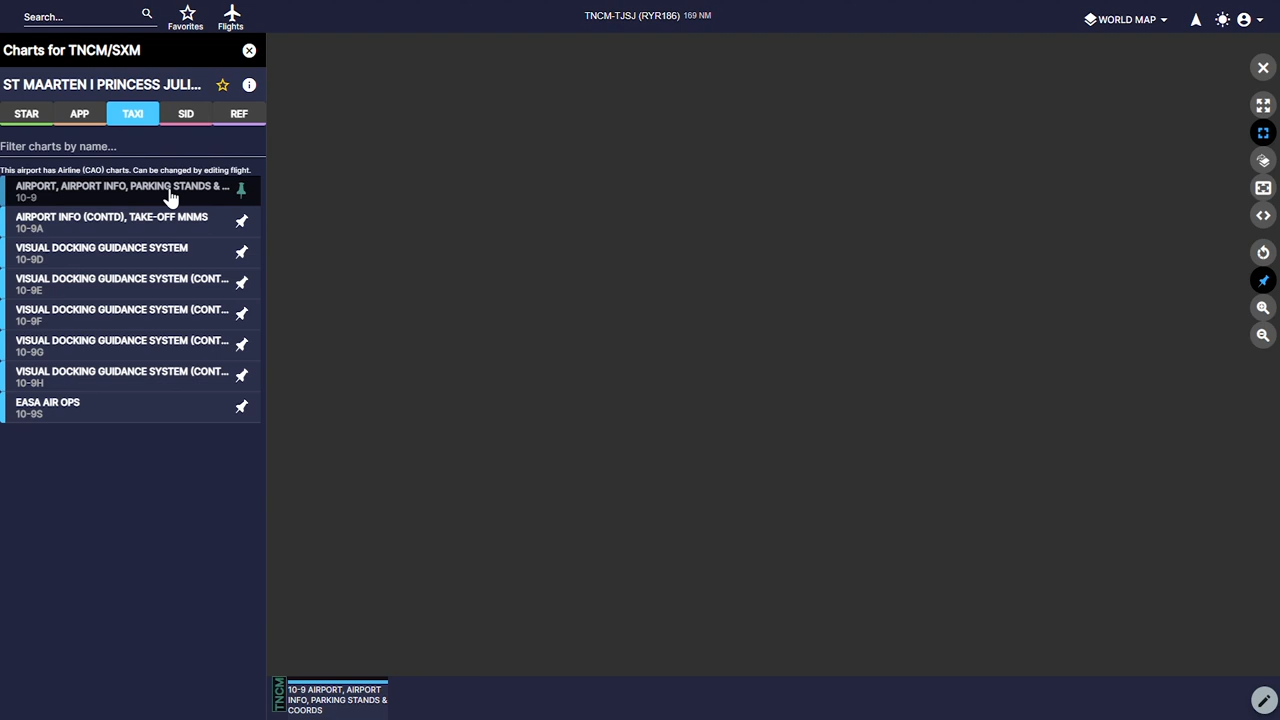 Search...
Favorites
Flights
TNCM-TJSJ (RYR186) 169 NM
WORLD MAP
Charts for TNCM/SXM
ST MAARTEN I PRINCESS JULI...
STAR
APP
TAXI
SID
REF
Filter charts by name...
This airport has Airline (CAO) charts. Can be changed by editing flight.
AIRPORT, AIRPORT INFO, PARKING STANDS & ...
10-9
AIRPORT INFO (CONTD), TAKE-OFF MNMS
10-9A
VISUAL DOCKING GUIDANCE SYSTEM
10-9D
VISUAL DOCKING GUIDANCE SYSTEM (CONT...
10-9E
VISUAL DOCKING GUIDANCE SYSTEM (CONT...
10-9F
VISUAL DOCKING GUIDANCE SYSTEM (CONT...
10-9G
VISUAL DOCKING GUIDANCE SYSTEM (CONT...
10-9H
EASA AIR OPS
10-9S
TNCM
10-9 AIRPORT, AIRPORT
INFO, PARKING STANDS &
COORDS